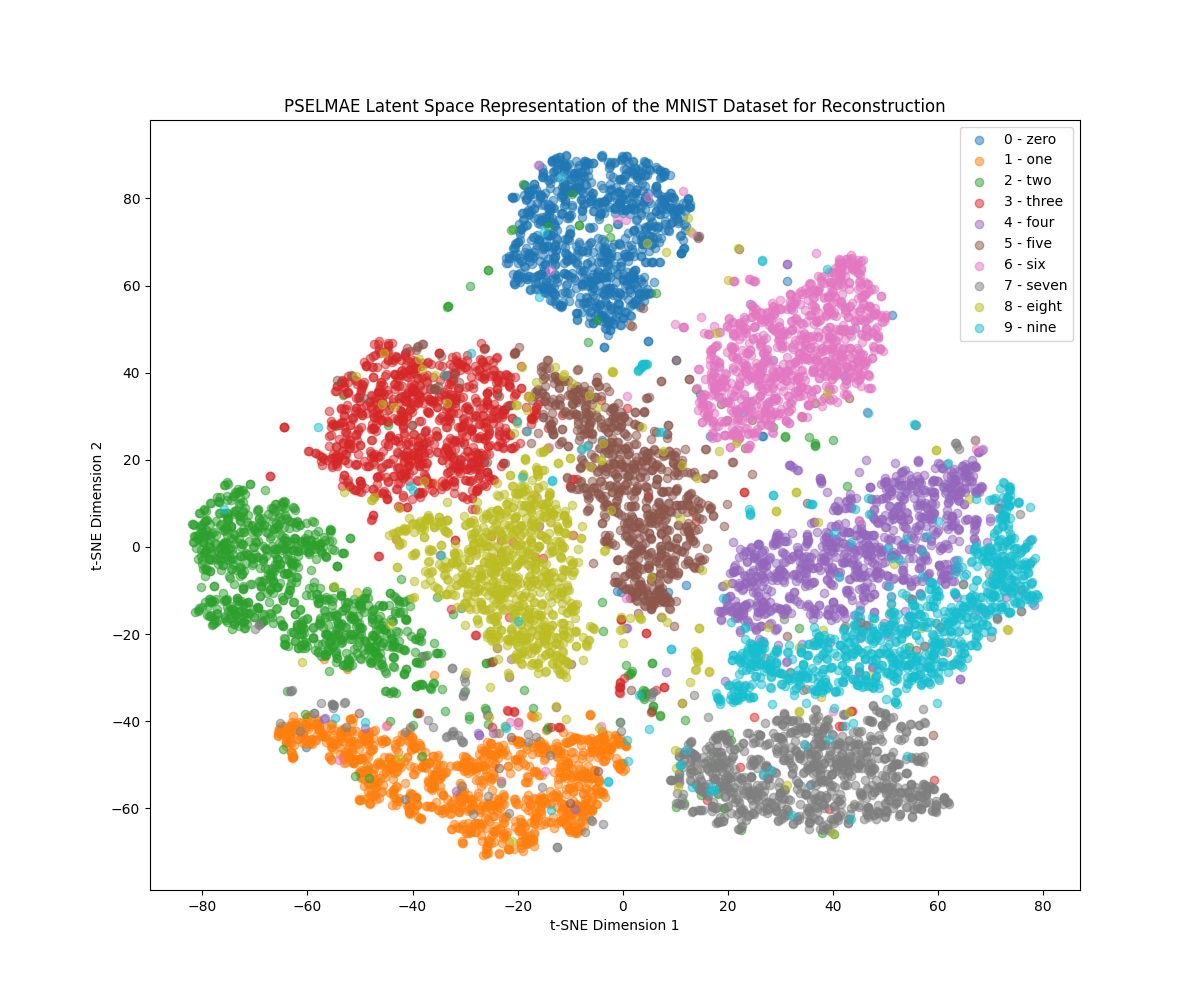 PSELMAE Latent Space Representation of the MNIST Dataset for Reconstruction
0 - zero
1 - one
2 - two
3 - three
4 - four
5 - five
6 - six
7 - seven
8 - eight
9 - nine
t-SNE Dimension 2
80
60
40
20
0
−20
−40
−60
−80
−60
−40
−20
0
20
40
60
80
t-SNE Dimension 1